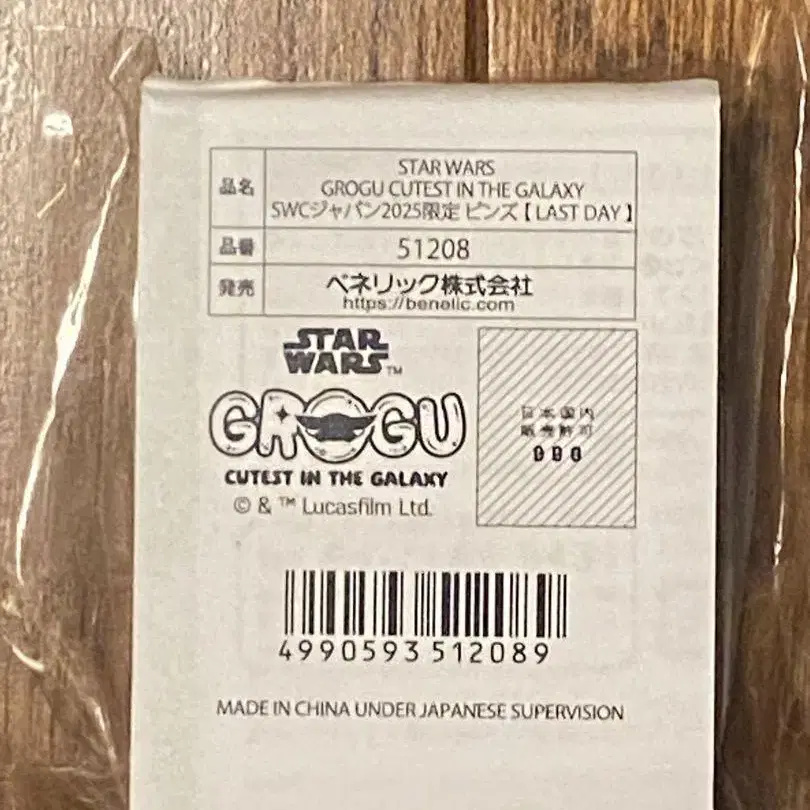 品名
STAR WARS
GROGU CUTEST IN THE GALAXY
SWCジャパン2025限定 ピンズ【 LAST DAY 】
品番
51208
発売
ベネリック株式会社
https://benelic.com
STAR
WARS™
GROGU
CUTEST IN THE GALAXY
© & ™ Lucasfilm Ltd.
日本国内
販売許可
4990593512089
MADE IN CHINA UNDER JAPANESE SUPERVISION